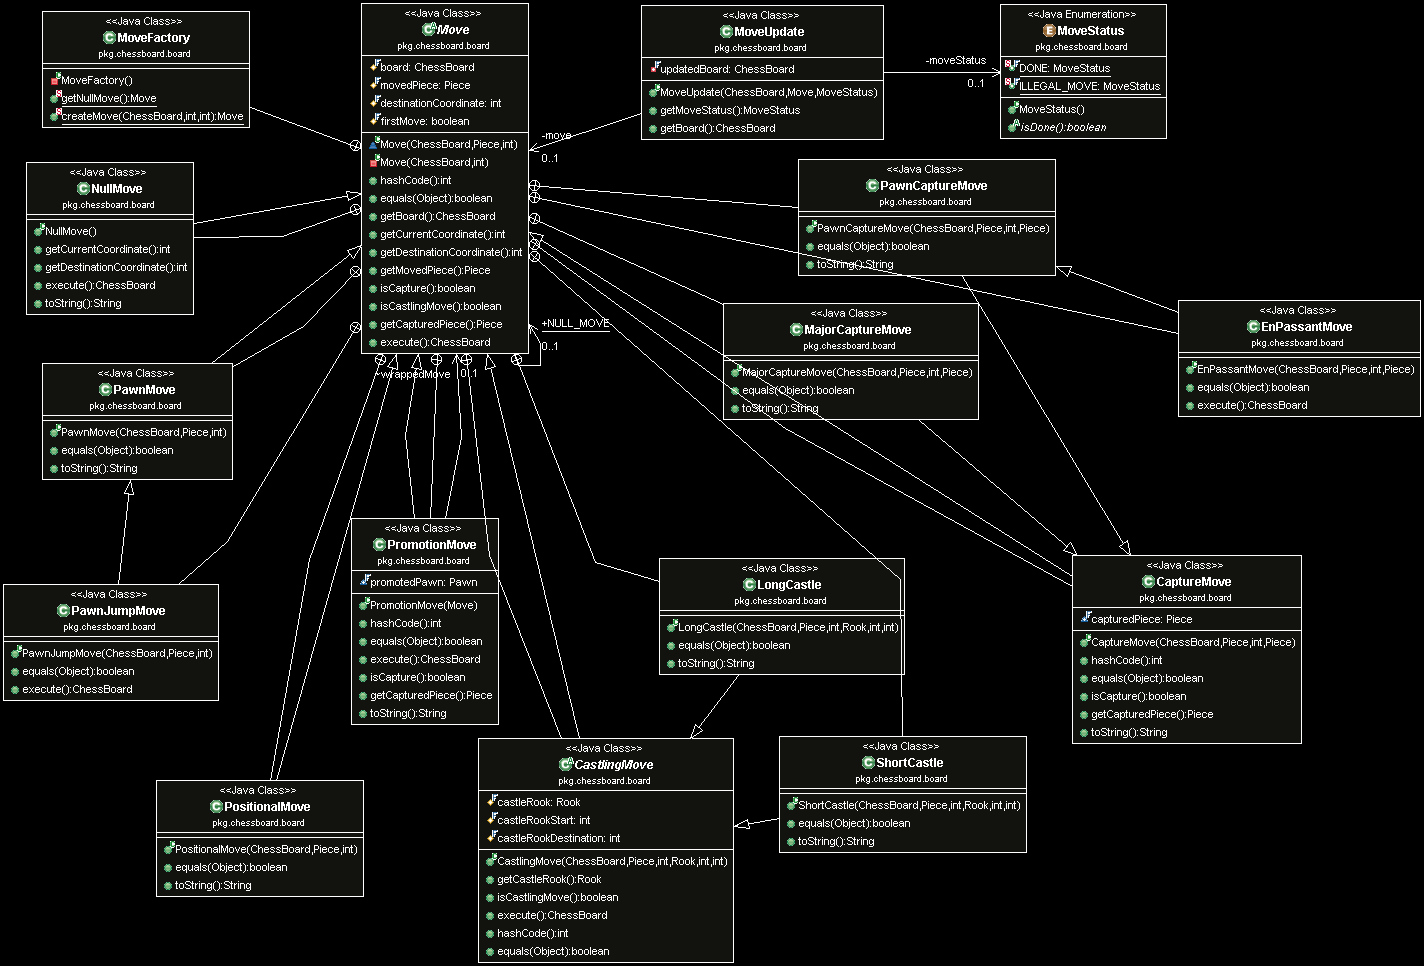 <<Java Class>>
MoveFactory
pkg.chessboard.board
MoveFactory()
getNullMove():Move
createMove(ChessBoard,int,int):Move
<<Java Class>>
Move
pkg.chessboard.board
board: ChessBoard
movedPiece: Piece
destinationCoordinate: int
firstMove: boolean
Move(ChessBoard,Piece,int)
Move(ChessBoard,int)
hashCode():int
equals(Object):boolean
getBoard():ChessBoard
getCurrentCoordinate():int
getDestinationCoordinate():int
getMovedPiece():Piece
isCapture():boolean
isCastlingMove():boolean
getCapturedPiece():Piece
execute():ChessBoard
<<Java Class>>
MoveUpdate
pkg.chessboard.board
updatedBoard: ChessBoard
MoveUpdate(ChessBoard,Move,MoveStatus)
getMoveStatus():MoveStatus
getBoard():ChessBoard
-moveStatus
0..1
<<Java Enumeration>>
MoveStatus
pkg.chessboard.board
DONE: MoveStatus
ILLEGAL_MOVE: MoveStatus
MoveStatus()
isDone():boolean
-move
0..1
<<Java Class>>
NullMove
pkg.chessboard.board
NullMove()
getCurrentCoordinate():int
getDestinationCoordinate():int
execute():ChessBoard
toString():String
<<Java Class>>
PawnCaptureMove
pkg.chessboard.board
PawnCaptureMove(ChessBoard,Piece,int,Piece)
equals(Object):boolean
toString():String
<<Java Class>>
MajorCaptureMove
pkg.chessboard.board
MajorCaptureMove(ChessBoard,Piece,int,Piece)
equals(Object):boolean
toString():String
<<Java Class>>
EnPassantMove
pkg.chessboard.board
EnPassantMove(ChessBoard,Piece,int,Piece)
equals(Object):boolean
execute():ChessBoard
+NULL_MOVE
0..1
~wrappedMove
0..1
<<Java Class>>
PawnMove
pkg.chessboard.board
PawnMove(ChessBoard,Piece,int)
equals(Object):boolean
toString():String
<<Java Class>>
PromotionMove
pkg.chessboard.board
promotedPawn: Pawn
PromotionMove(Move)
hashCode():int
equals(Object):boolean
execute():ChessBoard
isCapture():boolean
getCapturedPiece():Piece
toString():String
<<Java Class>>
LongCastle
pkg.chessboard.board
LongCastle(ChessBoard,Piece,int,Rook,int,int)
equals(Object):boolean
toString():String
<<Java Class>>
CaptureMove
pkg.chessboard.board
capturedPiece: Piece
CaptureMove(ChessBoard,Piece,int,Piece)
hashCode():int
equals(Object):boolean
isCapture():boolean
getCapturedPiece():Piece
toString():String
<<Java Class>>
PawnJumpMove
pkg.chessboard.board
PawnJumpMove(ChessBoard,Piece,int)
equals(Object):boolean
execute():ChessBoard
<<Java Class>>
CastlingMove
pkg.chessboard.board
castleRook: Rook
castleRookStart: int
castleRookDestination: int
CastlingMove(ChessBoard,Piece,int,Rook,int,int)
getCastleRook():Rook
isCastlingMove():boolean
execute():ChessBoard
hashCode():int
equals(Object):boolean
<<Java Class>>
ShortCastle
pkg.chessboard.board
ShortCastle(ChessBoard,Piece,int,Rook,int,int)
equals(Object):boolean
toString():String
<<Java Class>>
PositionalMove
pkg.chessboard.board
PositionalMove(ChessBoard,Piece,int)
equals(Object):boolean
toString():String